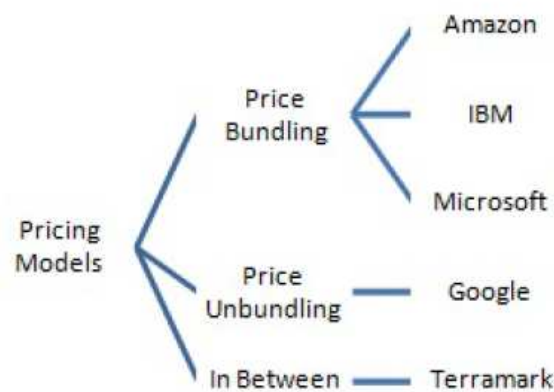 Amazon
Price
Bundling
IBM
Microsoft
Pricing
Models
Price
Unbundling
Google
In Between
Terramark